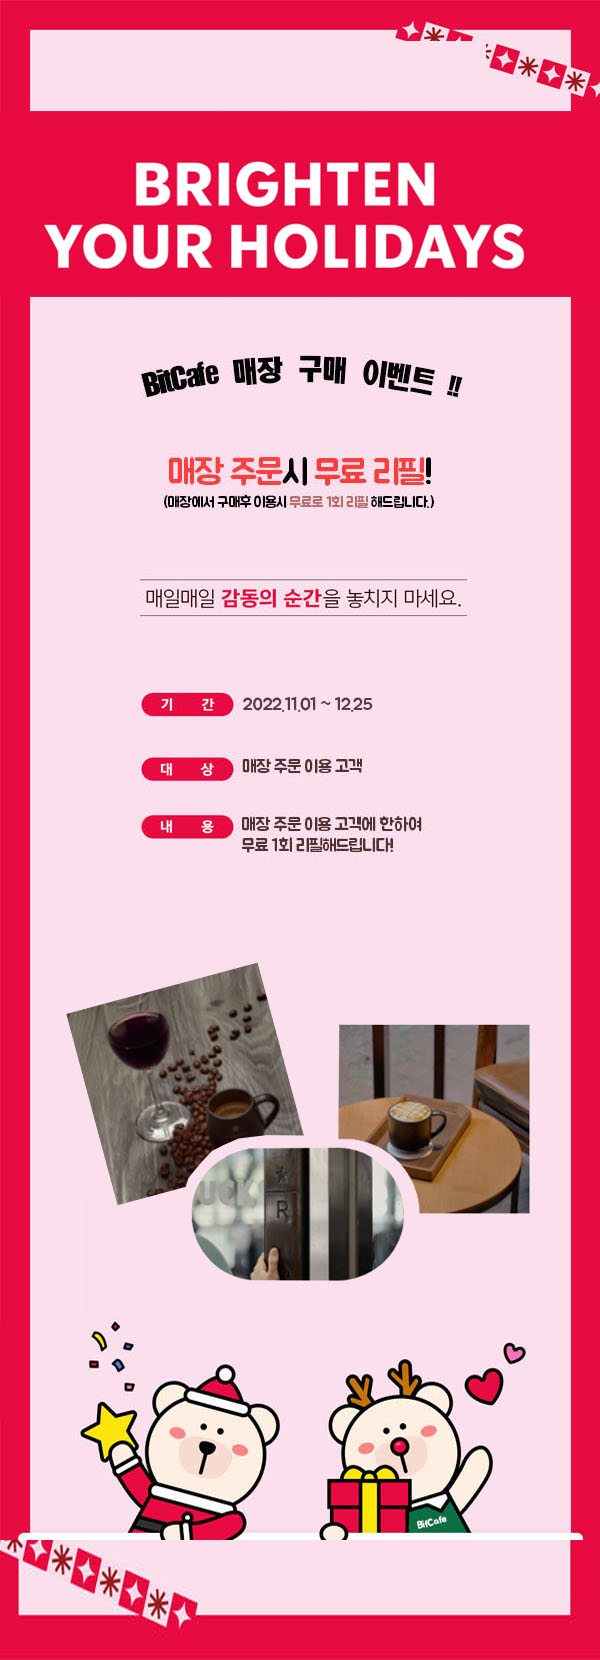 BRIGHTEN
YOUR HOLIDAYS
BitCafe 매장 구매 이벤트 !!
매장 주문시 무료 리필!
(매장에서 구매후 이용시 무료로 1회 리필 해드립니다.)
매일매일 감동의 순간을 놓치지 마세요.
기 간 2022.11.01 ~ 12.25
대 상 매장 주문 이용 고객
내 용 매장 주문 이용 고객에 한하여
무료 1회 리필해드립니다!
R
BitCafe